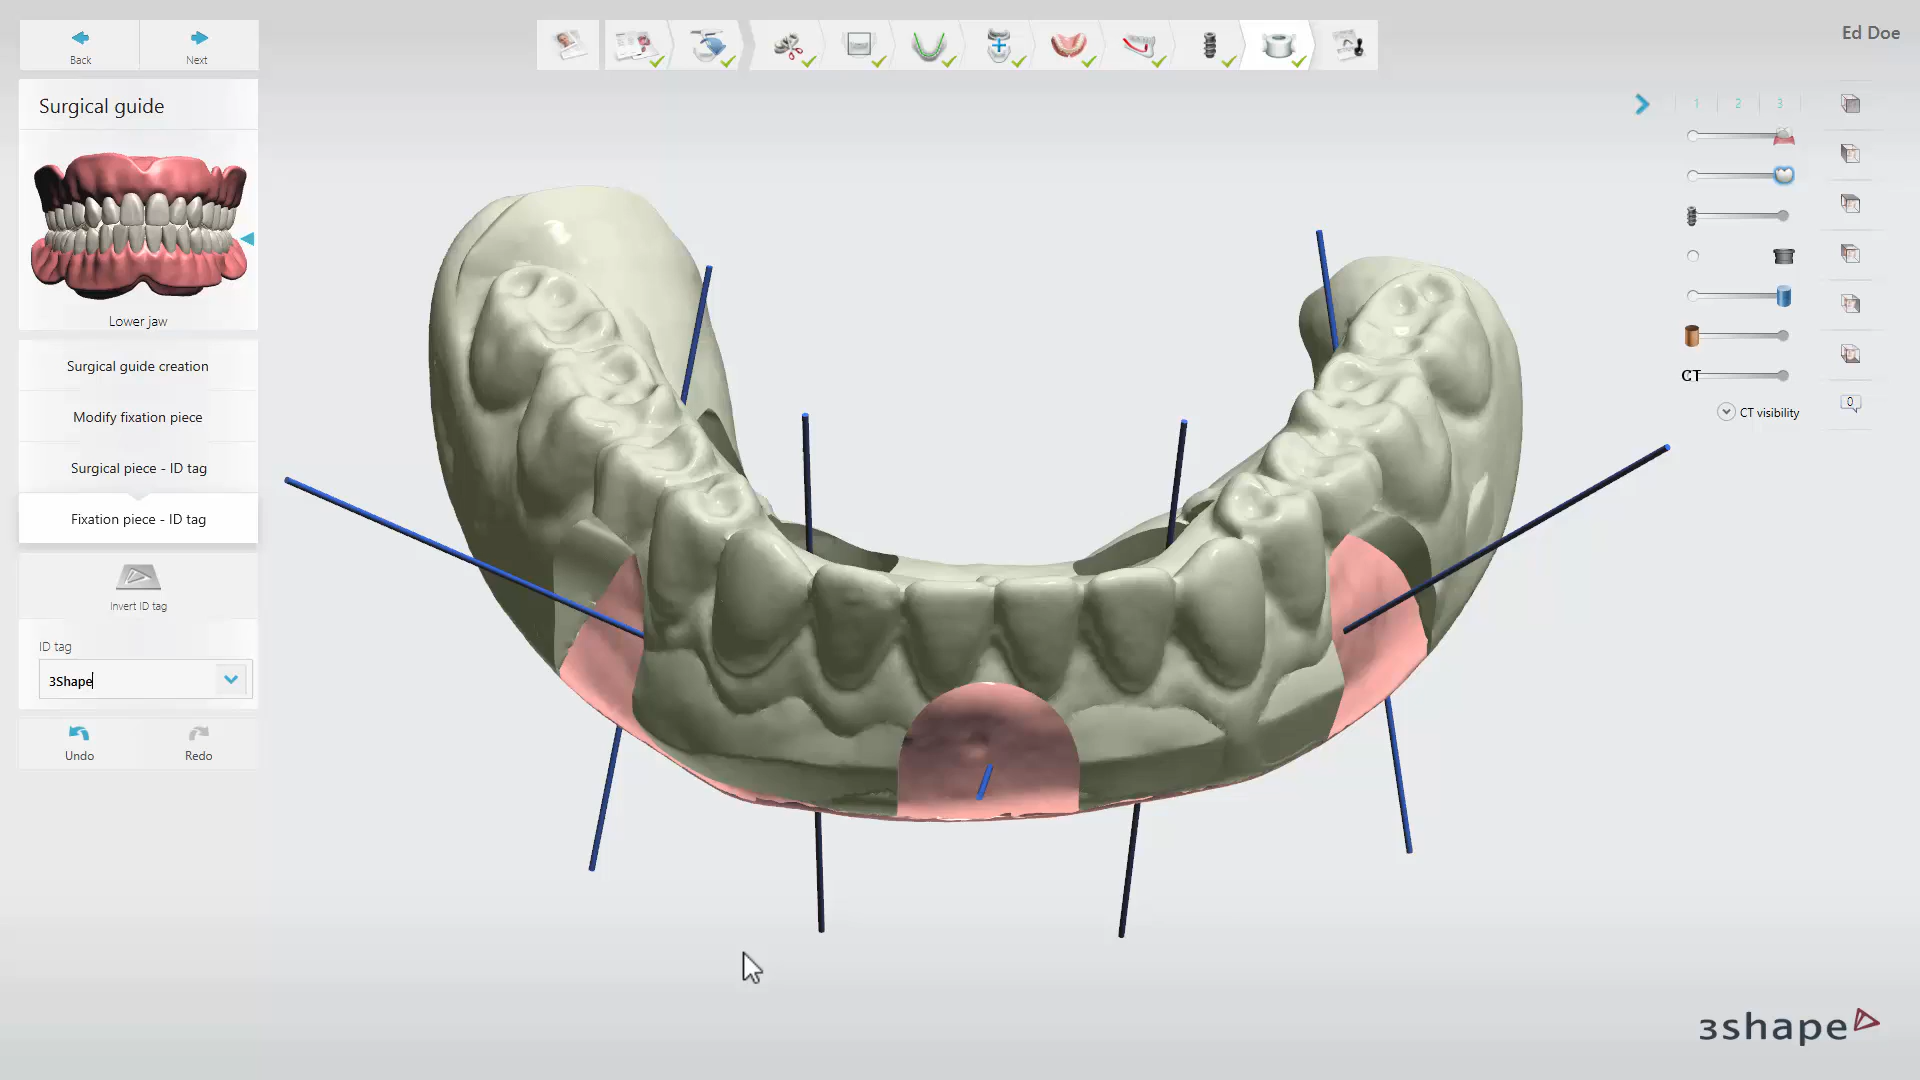 Back
Next
Ed Doe
Surgical guide
1 2 3
Lower jaw
Surgical guide creation
Modify fixation piece
Surgical piece - ID tag
Fixation piece - ID tag
CT
CT visibility
0
Invert ID tag
ID tag
3Shape
Undo
Redo
3shape